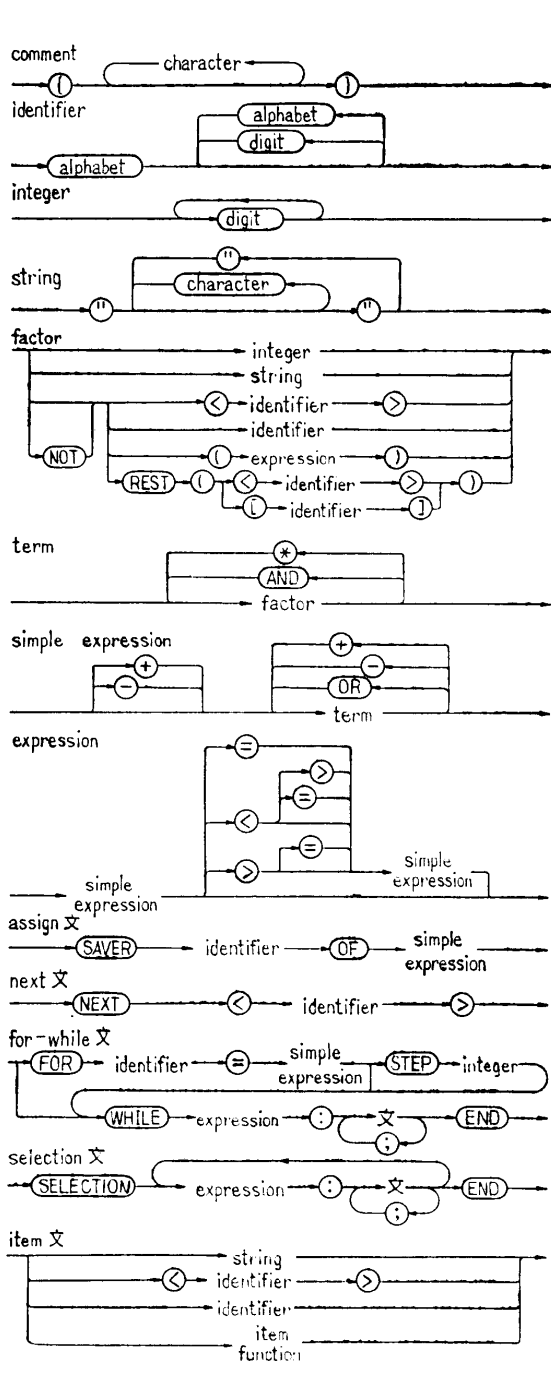 comment
( character )
identifier
alphabet
digit
alphabet
integer
digit
"
string
character
" "
factor
integer
string
< identifier >
identifier
NOT
( expression )
REST ( < identifier > )
[ identifier ]
term
*
AND
factor
simple expression
+ +
- -
OR
term
expression
=
>
=
<
=
>
simple
expression
simple
expression
assign 文
SAVER identifier OF simple
expression
next 文
NEXT < identifier >
for-while 文
FOR identifier = simple
expression
STEP integer
WHILE expression : 文 END
;
selection 文
SELECTION expression : 文 END
;
item 文
string
< identifier >
identifier
item
function